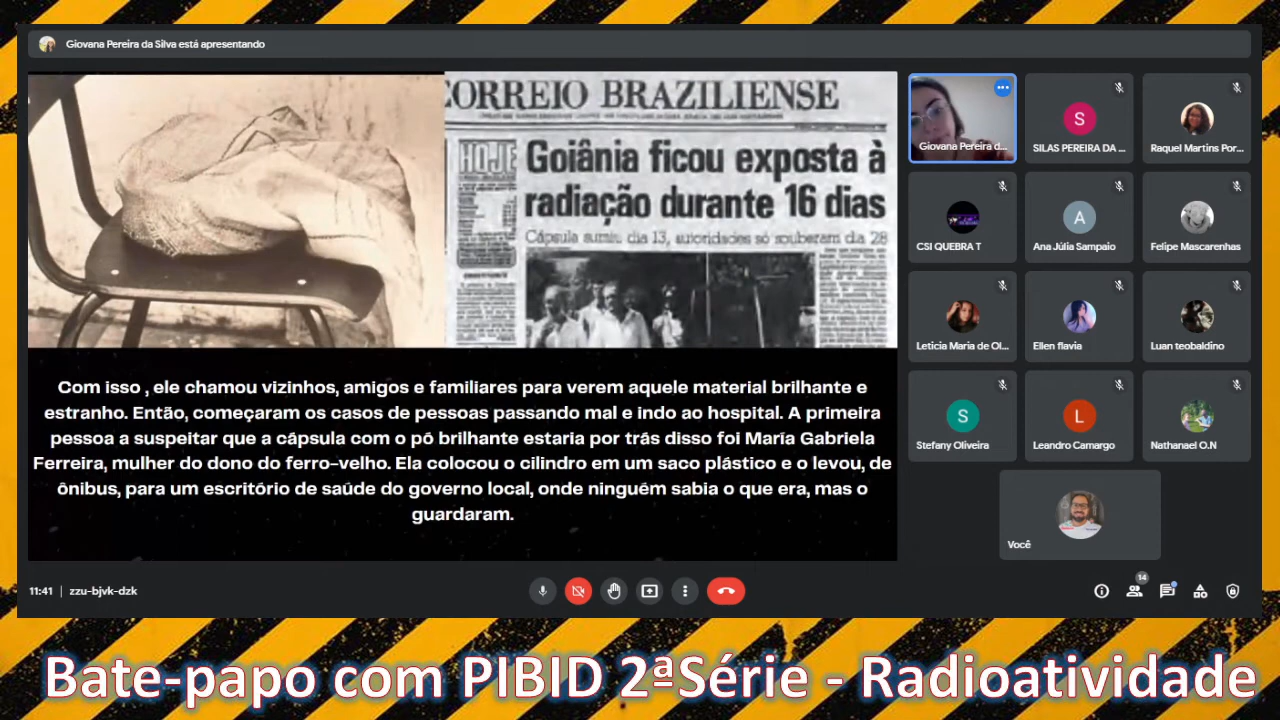 Giovana Pereira da Silva está apresentando
CORREIO BRAZILIENSE
HOJE
Goiânia ficou exposta à
radiação durante 16 dias
Cápsula sumiu dia 13, autoridades só souberam dia 28
Com isso , ele chamou vizinhos, amigos e familiares para verem aquele material brilhante e
estranho. Então, começaram os casos de pessoas passando mal e indo ao hospital. A primeira
pessoa a suspeitar que a cápsula com o pó brilhante estaria por trás disso foi María Gabriela
Ferreira, mulher do dono do ferro-velho. Ela colocou o cilindro em um saco plástico e o levou, de
ônibus, para um escritório de saúde do governo local, onde ninguém sabia o que era, mas o
guardaram.
Giovana Pereira d...
S
SILAS PEREIRA DA ...
Raquel Martins Por...
CSI QUEBRA T
A
Ana Júlia Sampaio
Felipe Mascarenhas
Leticia Maria de Ol...
Ellen flavia
Luan teobaldino
S
Stefany Oliveira
L
Leandro Camargo
Nathanael O.N
Você
11:41 | zzu-bjvk-dzk
14
Bate-papo com PIBID 2ªSérie - Radioatividade